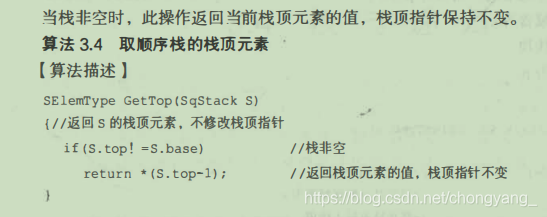 当栈非空时,此操作返回当前栈顶元素的值,栈顶指针保持不变。
算法 3.4 取顺序栈的栈顶元素
【算法描述】
SElemType GetTop(SqStack S)
{//返回 S 的栈顶元素,不修改栈顶指针
if(S.top!=S.base) //栈非空
return *(S.top-1); //返回栈顶元素的值,栈顶指针不变
}
https://blog.csdn.net/chongyang_